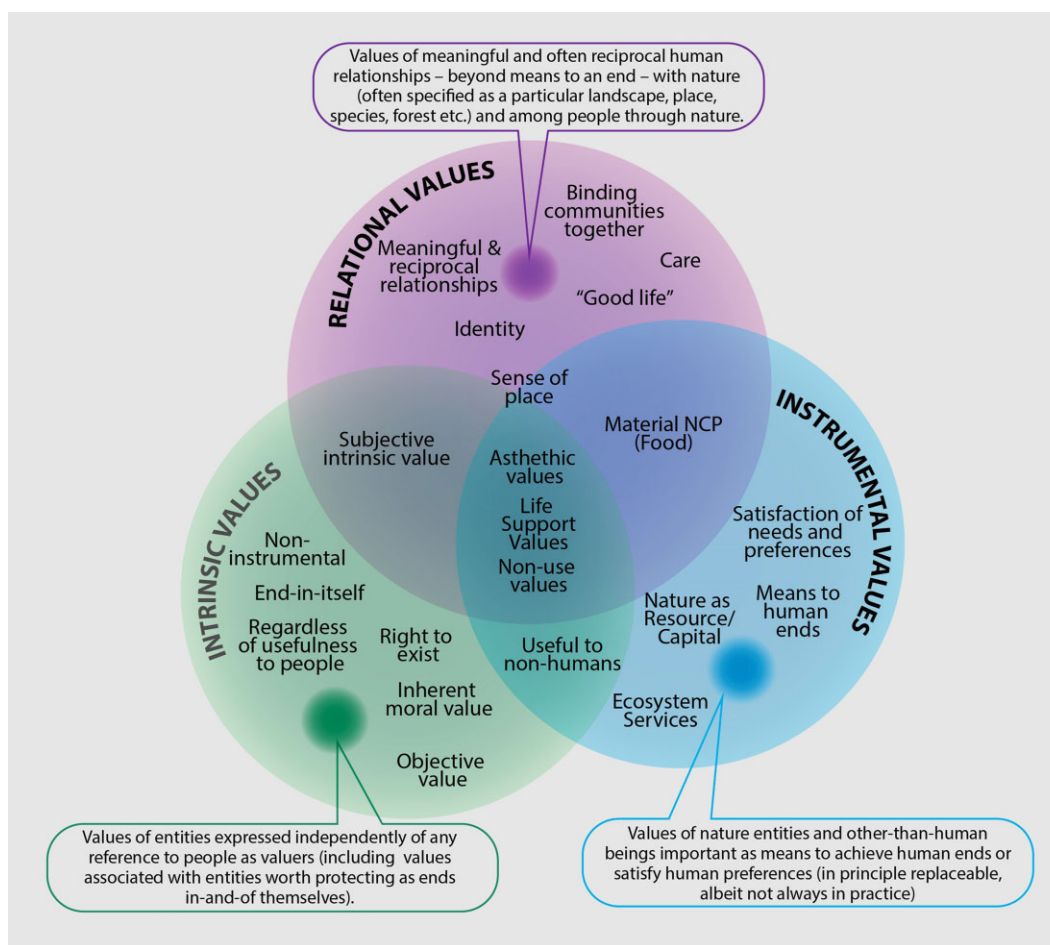 Values of meaningful and often reciprocal human
relationships – beyond means to an end – with nature
(often specified as a particular landscape, place,
species, forest etc.) and among people through nature.
RELATIONAL VALUES
Binding
communities
together
Meaningful &
reciprocal
relationships
Care
“Good life”
Identity
Sense of
place
INSTRUMENTAL VALUES
Material NCP
(Food)
Subjective
intrinsic value
Asthethic
values
Life
Support
Values
Non-use
values
INTRINSIC VALUES
Non-
instrumental
End-in-itself
Regardless
of usefulness
to people
Right to
exist
Inherent
moral value
Objective
value
Useful to
non-humans
Satisfaction of
needs and
preferences
Nature as
Resource/
Capital
Means to
human
ends
Ecosystem
Services
Values of entities expressed independently of any
reference to people as valuers (including values
associated with entities worth protecting as ends
in-and-of themselves).
Values of nature entities and other-than-human
beings important as means to achieve human ends or
satisfy human preferences (in principle replaceable,
albeit not always in practice)